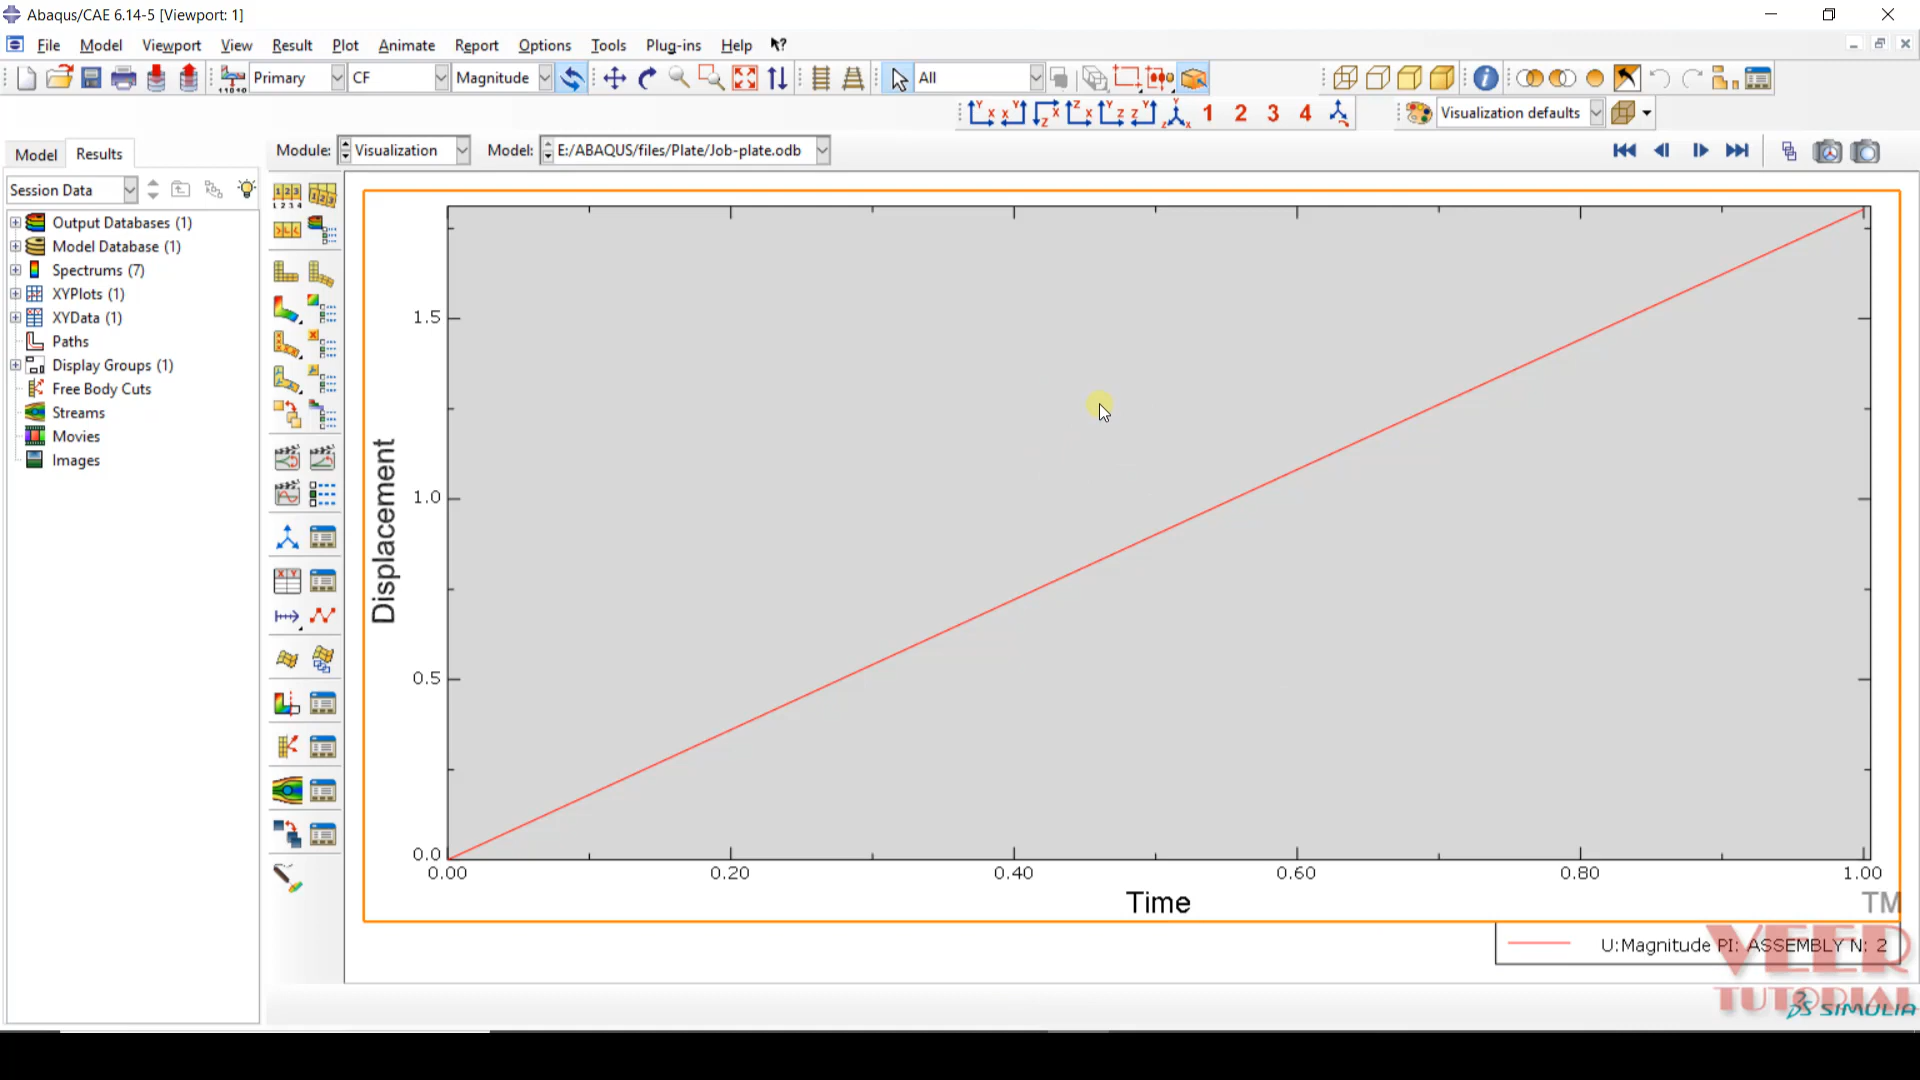 Abaqus/CAE 6.14-5 [Viewport: 1]
File Model Viewport View Result Plot Animate Report Options Tools Plug-ins Help
Primary CF Magnitude All
1 2 3 4 Visualization defaults
Model Results Module: Visualization Model: E:/ABAQUS/files/Plate/Job-plate.odb
Session Data
Output Databases (1)
Model Database (1)
Spectrums (7)
XYPlots (1)
XYData (1)
Paths
Display Groups (1)
Free Body Cuts
Streams
Movies
Images
Displacement
1.5
1.0
0.5
0.0
0.00 0.20 0.40 0.60 0.80 1.00
Time
TM
U:Magnitude PI: ASSEMBLY N: 2
VEER
TUTORIAL
SIMULIA